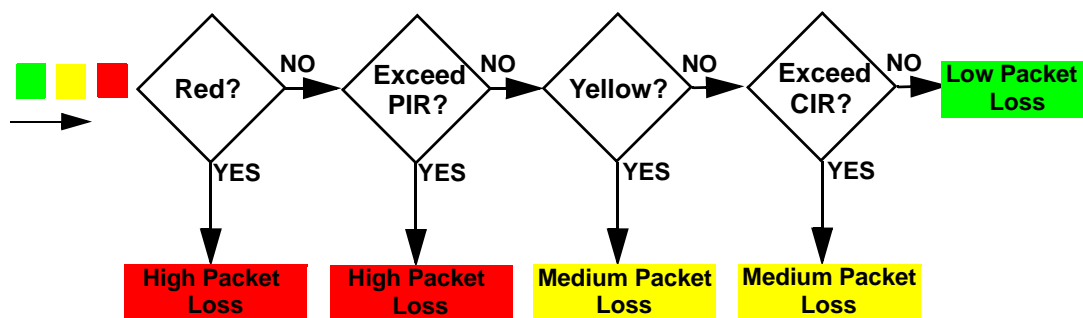 Red?
NO
Exceed
PIR?
NO
Yellow?
NO
Exceed
CIR?
NO
Low Packet
Loss
YES
YES
YES
YES
High Packet
Loss
High Packet
Loss
Medium Packet
Loss
Medium Packet
Loss